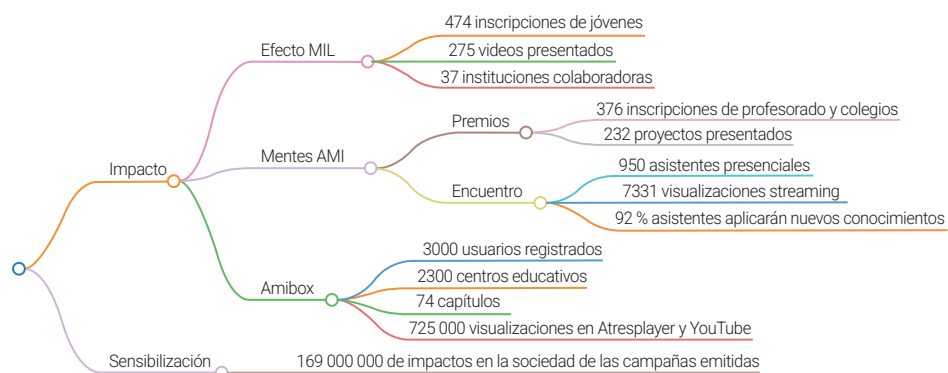 Impacto
Efecto MIL
474 inscripciones de jóvenes
275 videos presentados
37 instituciones colaboradoras
Mentes AMI
Premios
376 inscripciones de profesorado y colegios
232 proyectos presentados
Encuentro
950 asistentes presenciales
7331 visualizaciones streaming
92 % asistentes aplicarán nuevos conocimientos
Amibox
3000 usuarios registrados
2300 centros educativos
74 capítulos
725 000 visualizaciones en Atresplayer y YouTube
Sensibilización
169 000 000 de impactos en la sociedad de las campañas emitidas